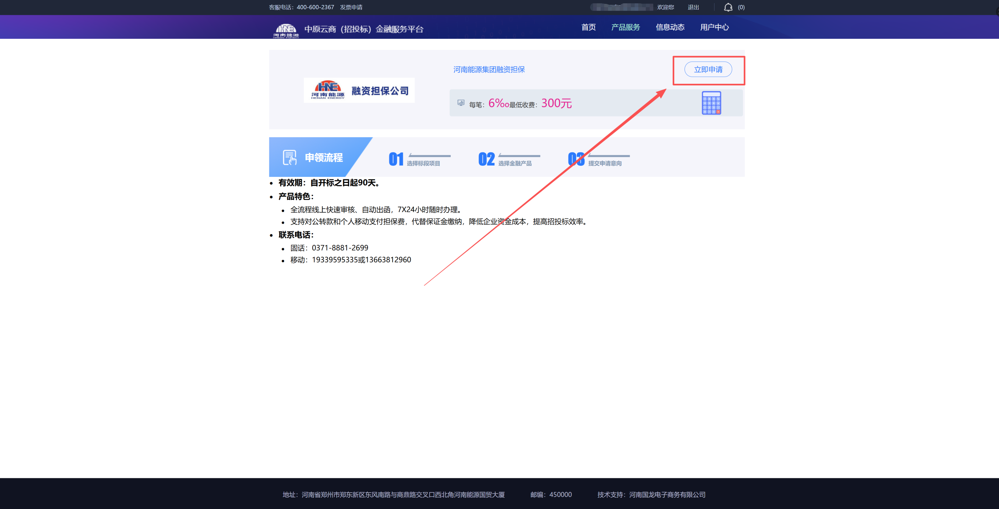 客服电话：400-600-2367 发票申请 欢迎您 退出 (0)
河南能源
HENAN ENERGY
中原云商（招投标）金融服务平台
首页 产品服务 信息动态 用户中心
河南能源集团融资担保
立即申请
河南能源
HENAN ENERGY
融资担保公司
每笔：6‰最低收费：300元
申领流程
01 选择标段项目
02 选择金融产品
03 提交申请意向
有效期：自开标之日起90天。
产品特色：
全流程线上快速审核、自动出函，7X24小时随时办理。
支持对公转款和个人移动支付担保费，代替保证金缴纳，降低企业资金成本，提高招投标效率。
联系电话：
固话：0371-8881-2699
移动：19339595335或13663812960
地址：河南省郑州市郑东新区东风南路与商鼎路交叉口西北角河南能源国贸大厦 邮编：450000 技术支持：河南国龙电子商务有限公司